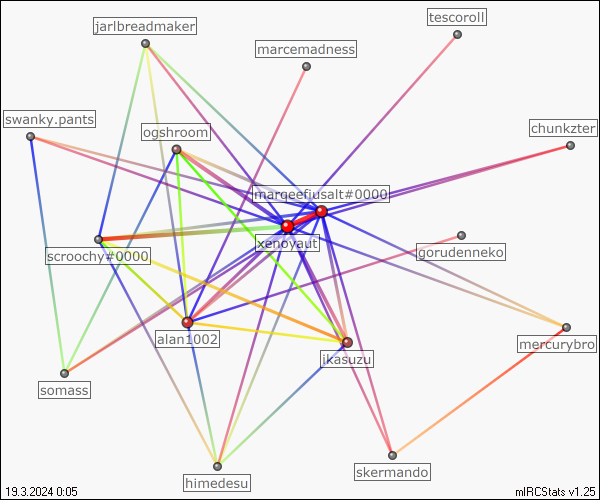 tescoroll
jarlbreadmaker
marcemadness
swanky.pants
ogshroom
chunkzter
margeefiusalt#0000
xenoyaut
scroochy#0000
gorudenneko
alan1002
mercurybro
jkasuzu
somass
skermando
himedesu
19.3.2024 0:05
mIRCStats v1.25